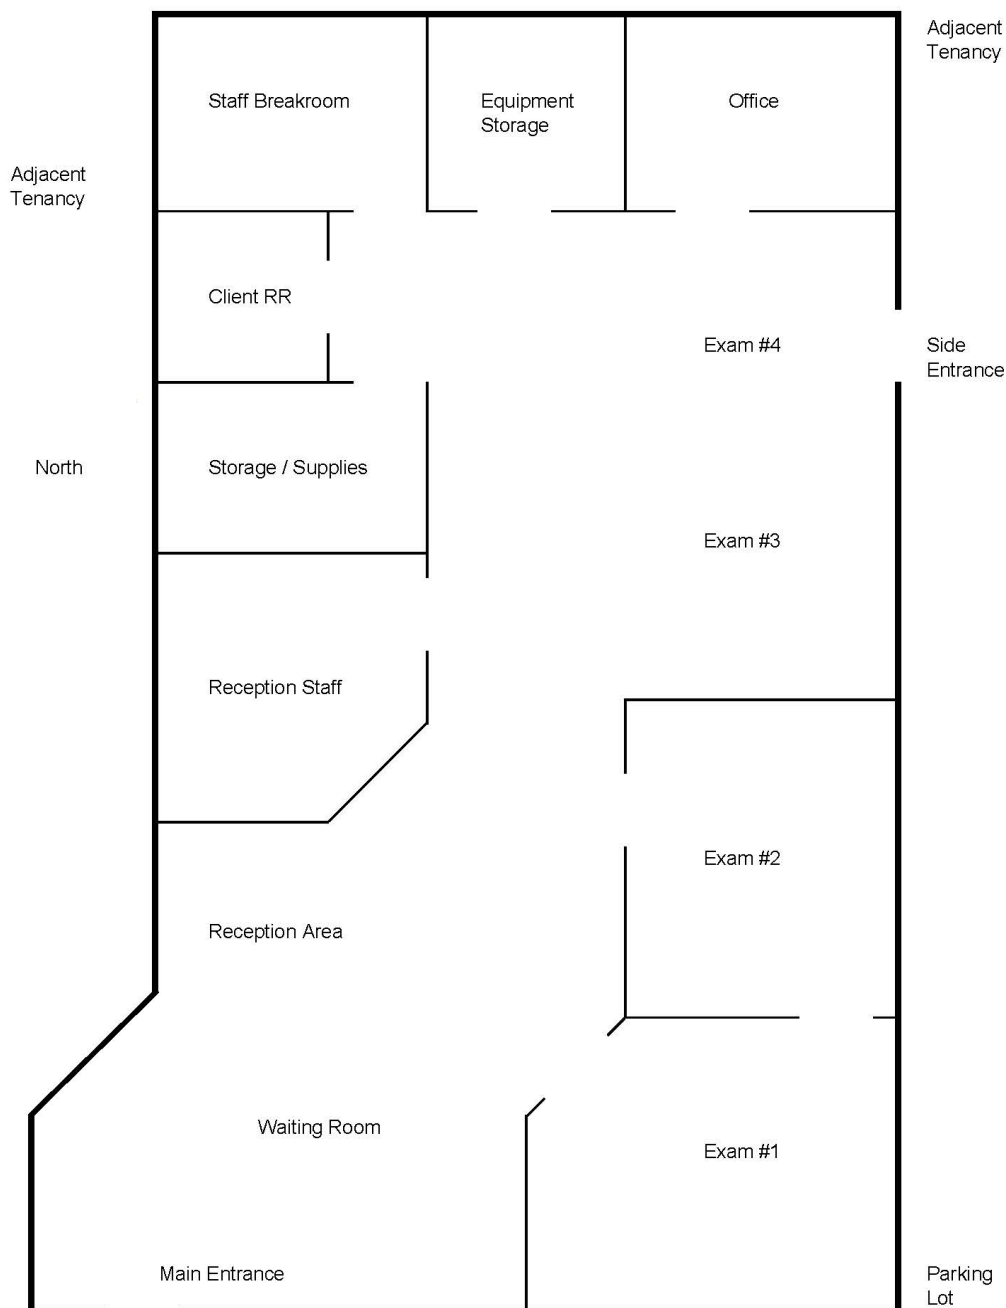 Adjacent
Tenancy
Staff Breakroom
Equipment
Storage
Office
Adjacent
Tenancy
Client RR
Exam #4
Side
Entrance
North
Storage / Supplies
Exam #3
Reception Staff
Exam #2
Reception Area
Waiting Room
Exam #1
Main Entrance
Parking
Lot